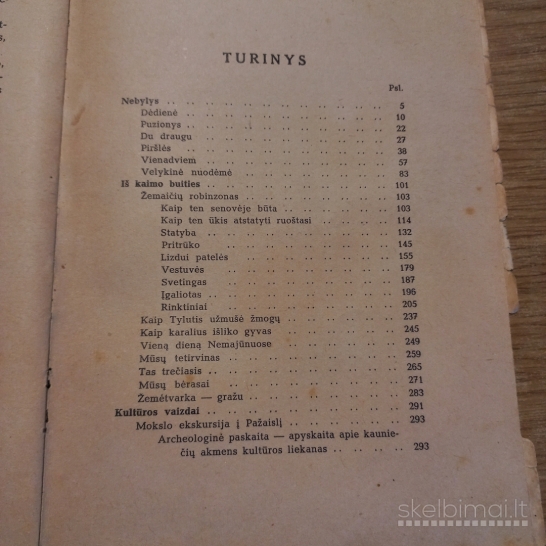 TURINYS
Psl.
Nebylys .. .. .. .. .. .. .. .. .. .. .. .. .. 5
Dėdienė .. .. .. .. .. .. .. .. .. .. .. .. 10
Puzionys .. .. .. .. .. .. .. .. .. .. .. .. 22
Du draugu .. .. .. .. .. .. .. .. .. .. .. 27
Piršlės .. .. .. .. .. .. .. .. .. .. .. .. 38
Vienadviem .. .. .. .. .. .. .. .. .. .. .. 57
Velykinė nuodėmė .. .. .. .. .. .. .. .. .. 83
Iš kaimo buities .. .. .. .. .. .. .. .. .. .. .. 101
Žemaičių robinzonas .. .. .. .. .. .. .. .. 103
Kaip ten senovėje būta .. .. .. .. .. .. 103
Kaip ten ūkis atstatyti ruoštasi .. .. .. .. 114
Statyba .. .. .. .. .. .. .. .. .. .. 132
Pritrūko .. .. .. .. .. .. .. .. .. 145
Lizdui patelės .. .. .. .. .. .. .. .. 155
Vestuvės .. .. .. .. .. .. .. .. .. 179
Svetingas .. .. .. .. .. .. .. .. .. 187
Įgaliotas .. .. .. .. .. .. .. .. .. 196
Rinktiniai .. .. .. .. .. .. .. .. .. 205
Kaip Tylutis užmušė žmogų .. .. .. .. .. .. 237
Kaip karalius išliko gyvas .. .. .. .. .. .. 245
Vieną dieną Nemajūnuose .. .. .. .. .. .. 249
Mūsų tetirvinas .. .. .. .. .. .. .. .. .. 259
Tas trečiasis .. .. .. .. .. .. .. .. .. .. 265
Mūsų bėrasai .. .. .. .. .. .. .. .. .. 271
Žemėtvarka — gražu .. .. .. .. .. .. .. .. 283
Kultūros vaizdai .. .. .. .. .. .. .. .. .. .. 291
Mokslo ekskursija į Pažaislį .. .. .. .. .. .. 293
Archeologinė paskaita — apyskaita apie kaunie-
čių akmens kultūros liekanas .. .. .. .. 293
skelbimai.lt